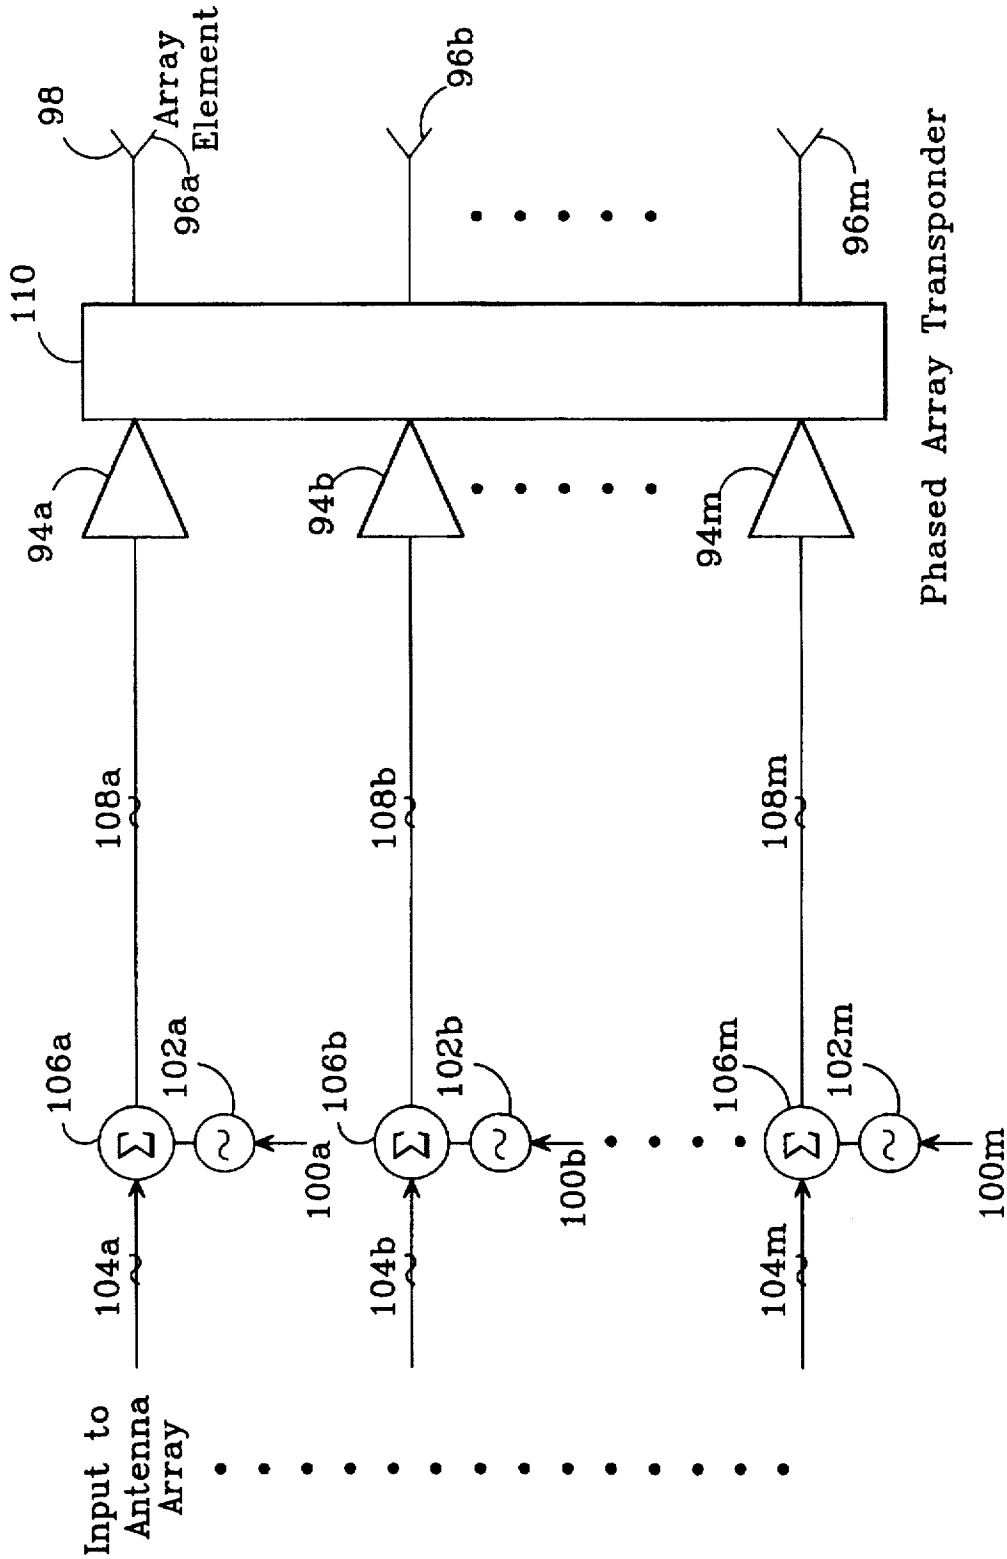 Input to
Antenna
Array
104a
106a
Σ
102a
~
100a
108a
94a
110
98
96a
Array
Element
104b
106b
Σ
102b
~
100b
108b
94b
96b
104m
106m
Σ
102m
~
100m
108m
94m
96m
Phased Array Transponder